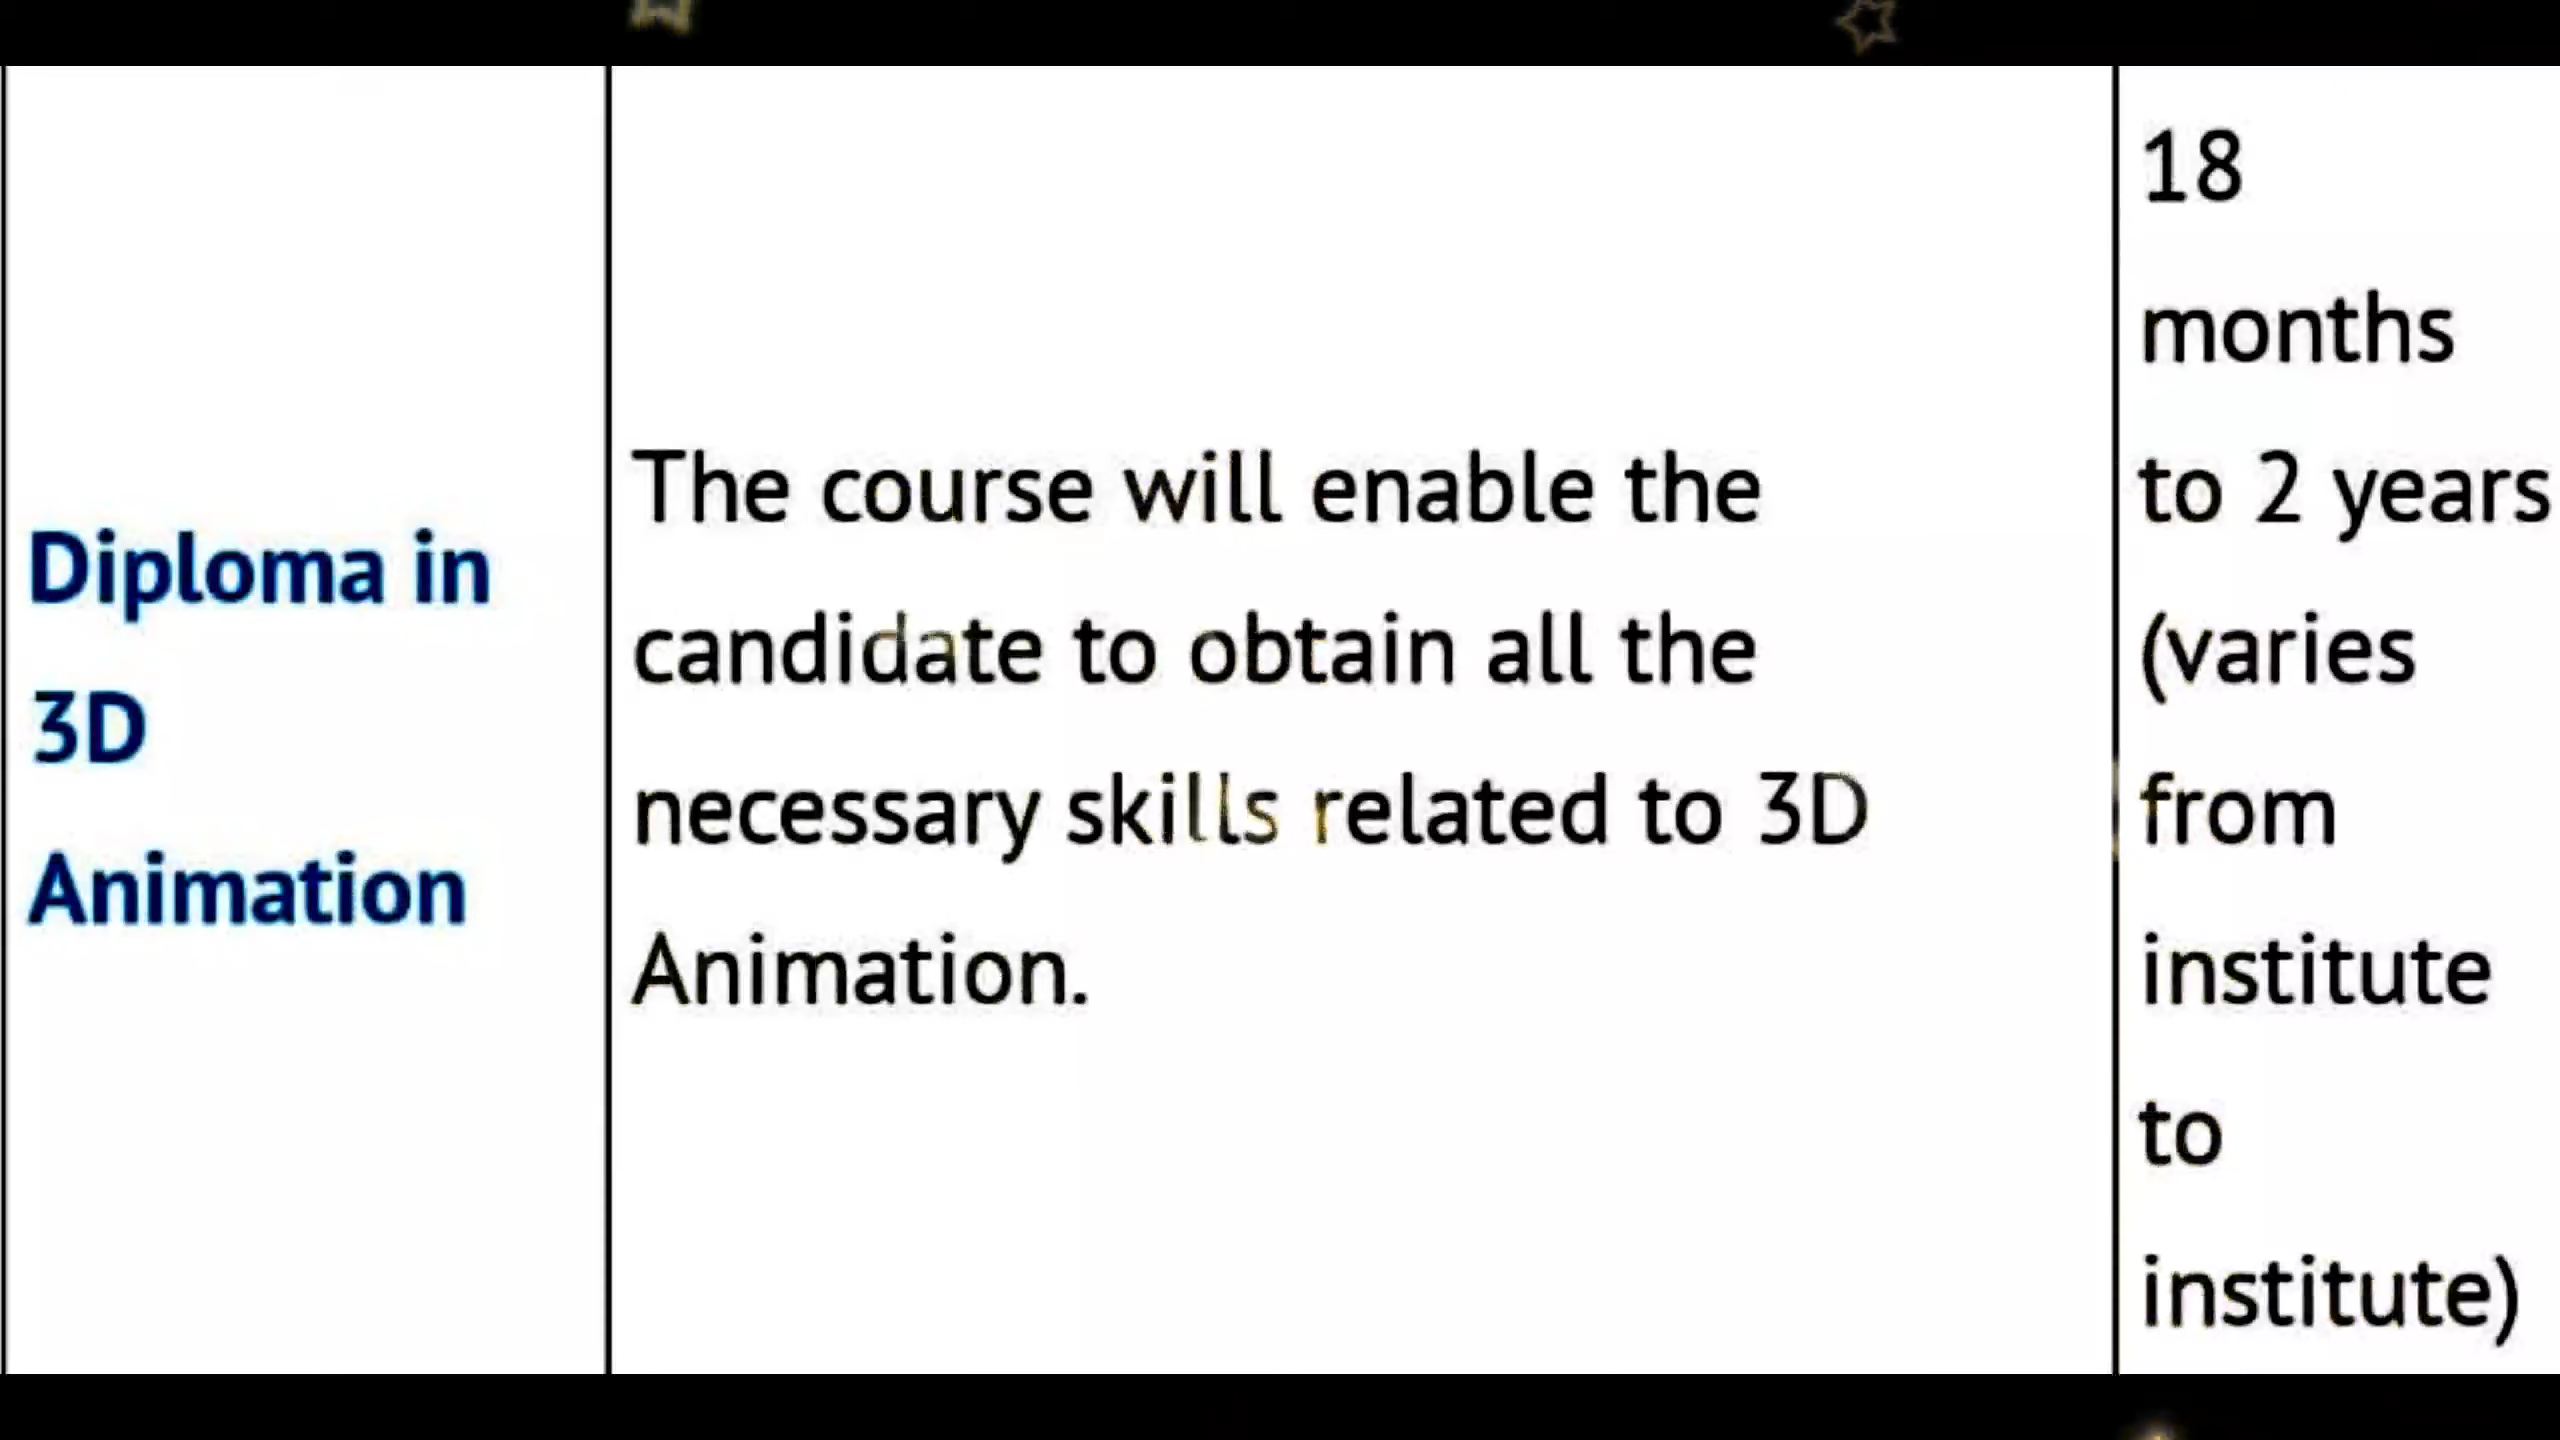 Diploma in
3D
Animation
The course will enable the
candidate to obtain all the
necessary skills related to 3D
Animation.
18
months
to 2 years
(varies
from
institute
to
institute)